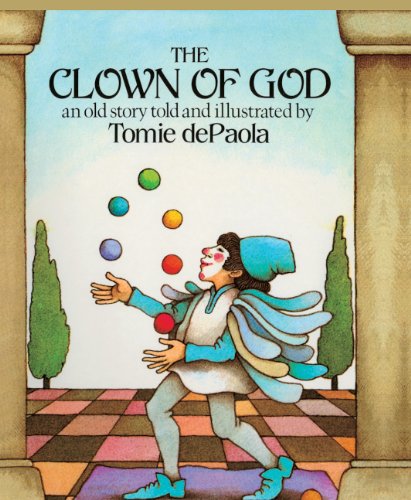 THE
CLOWN OF GOD
an old story told and illustrated by
Tomie dePaola